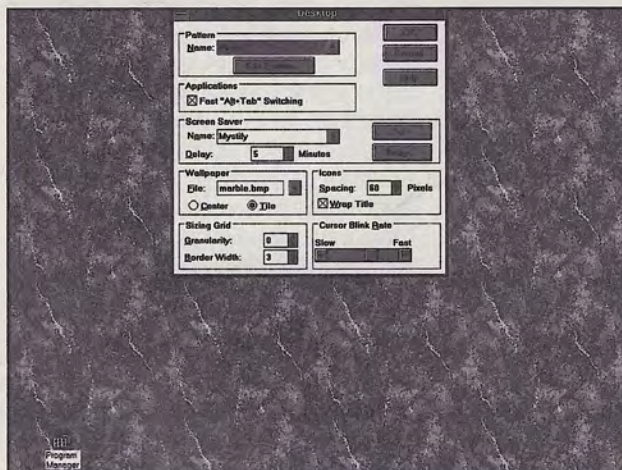 Desktop
Pattern
Name:
Applications
Fast "Alt+Tab" Switching
Screen Saver
Name: Mystify
Delay: 5 Minutes
Wallpaper
File: marble.bmp
Center Tile
Icons
Spacing: 60 Pixels
Wrap Title
Sizing Grid
Granularity: 0
Border Width: 3
Cursor Blink Rate
Slow Fast
Program
Manager